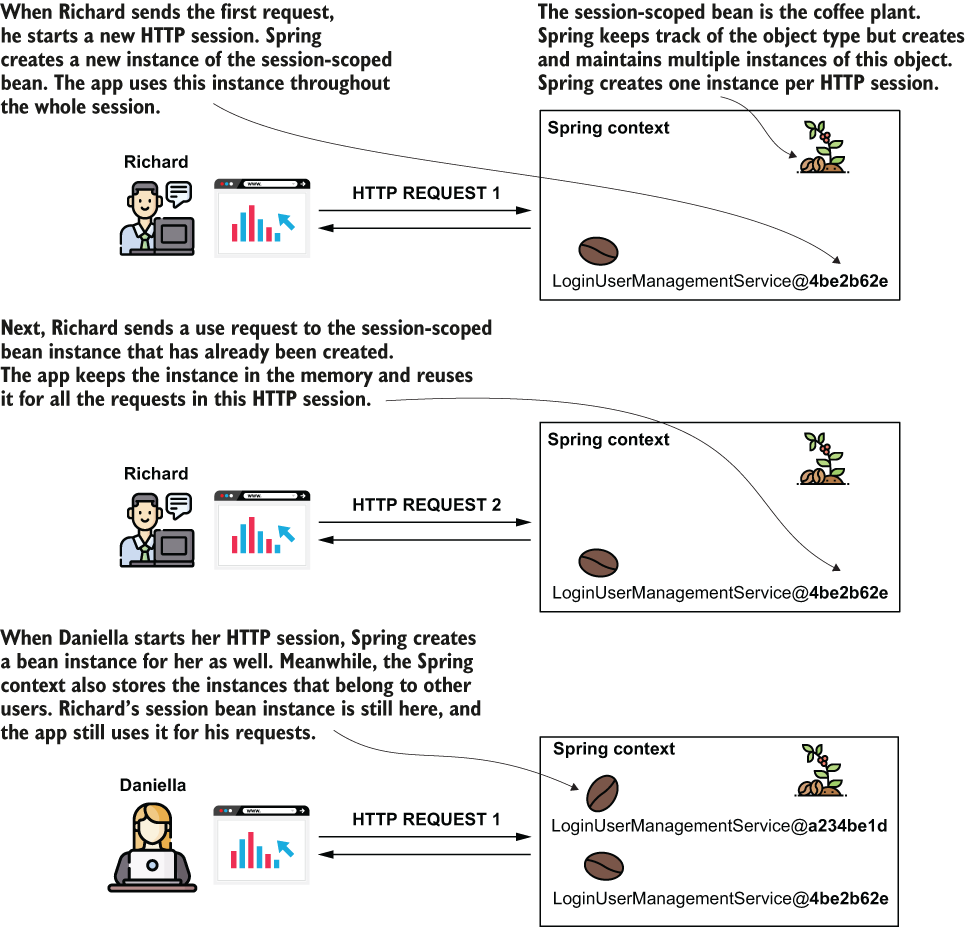 When Richard sends the first request,
he starts a new HTTP session. Spring
creates a new instance of the session-scoped
bean. The app uses this instance throughout
the whole session.
The session-scoped bean is the coffee plant.
Spring keeps track of the object type but creates
and maintains multiple instances of this object.
Spring creates one instance per HTTP session.
Richard
www.
HTTP REQUEST 1
Spring context
LoginUserManagementService@4be2b62e
Next, Richard sends a use request to the session-scoped
bean instance that has already been created.
The app keeps the instance in the memory and reuses
it for all the requests in this HTTP session.
Richard
www.
HTTP REQUEST 2
Spring context
LoginUserManagementService@4be2b62e
When Daniella starts her HTTP session, Spring creates
a bean instance for her as well. Meanwhile, the Spring
context also stores the instances that belong to other
users. Richard’s session bean instance is still here, and
the app still uses it for his requests.
Daniella
www.
HTTP REQUEST 1
Spring context
LoginUserManagementService@a234be1d
LoginUserManagementService@4be2b62e